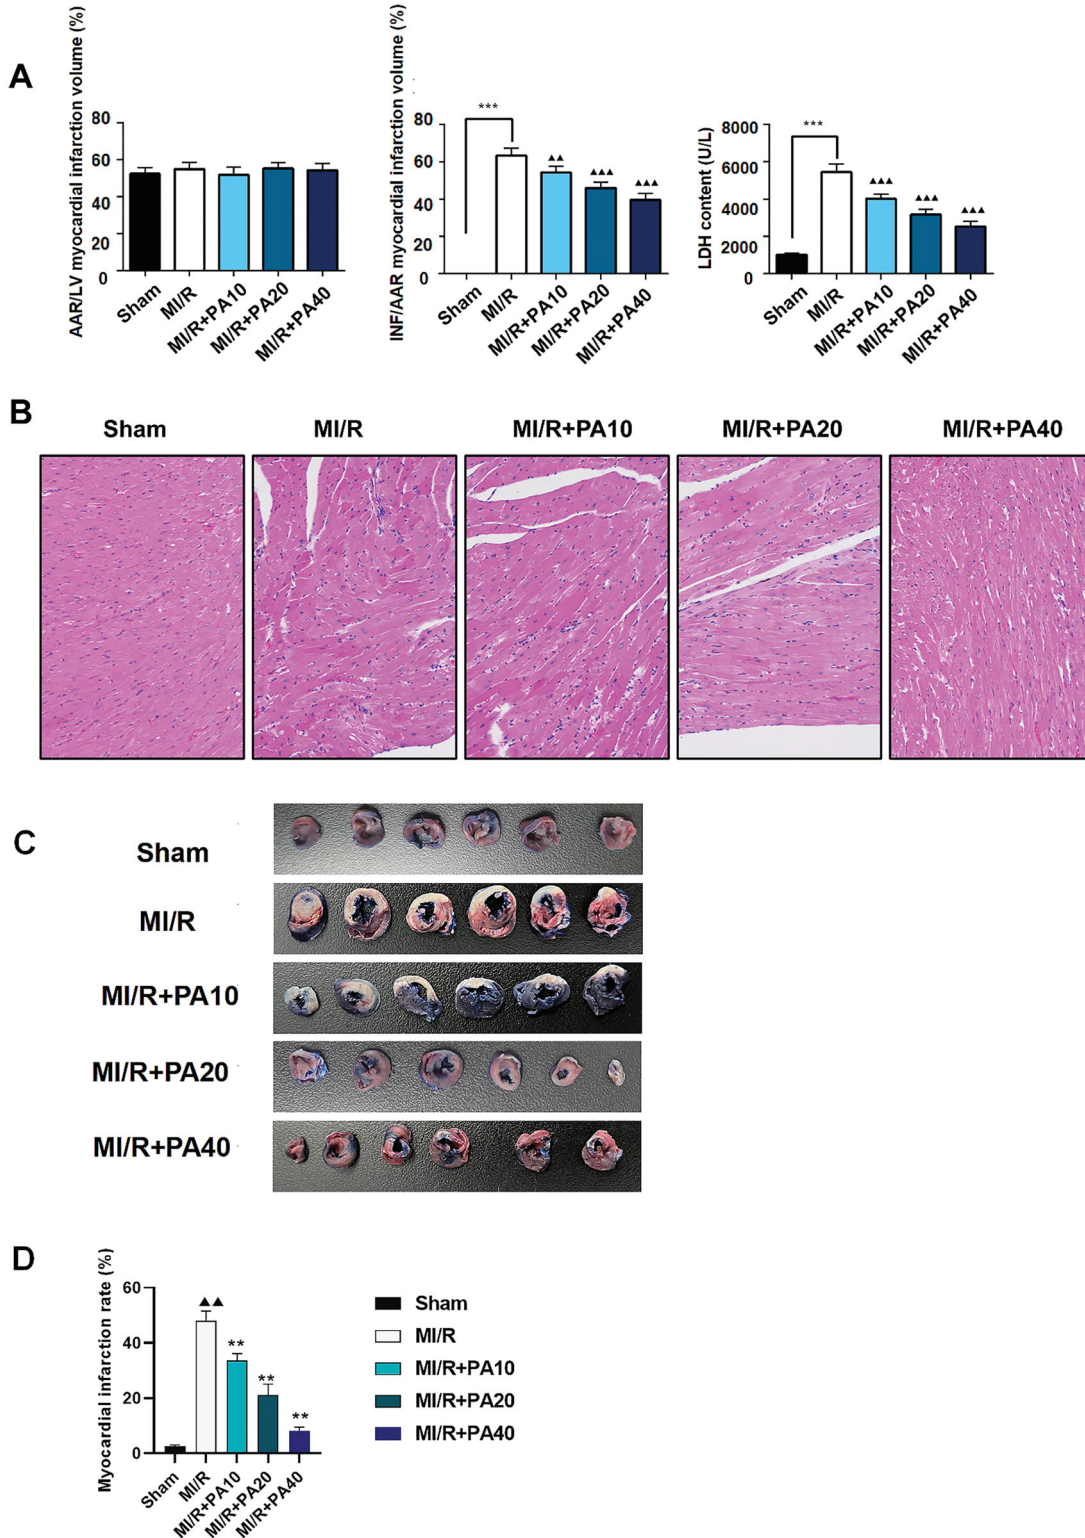 A
AAR/LV myocardial infarction volume (%)
80
60
40
20
0
Sham
MI/R
MI/R+PA10
MI/R+PA20
MI/R+PA40
INF/AAR myocardial infarction volume (%)
80
60
40
20
0
***
▲▲
▲▲▲
▲▲▲
Sham
MI/R
MI/R+PA10
MI/R+PA20
MI/R+PA40
LDH content (U/L)
8000
6000
4000
2000
0
***
▲▲▲
▲▲▲
▲▲▲
Sham
MI/R
MI/R+PA10
MI/R+PA20
MI/R+PA40
B
Sham
MI/R
MI/R+PA10
MI/R+PA20
MI/R+PA40
C
Sham
MI/R
MI/R+PA10
MI/R+PA20
MI/R+PA40
D
Myocardial infarction rate (%)
60
40
20
0
▲▲
**
**
**
Sham
MI/R
MI/R+PA10
MI/R+PA20
MI/R+PA40
Sham
MI/R
MI/R+PA10
MI/R+PA20
MI/R+PA40